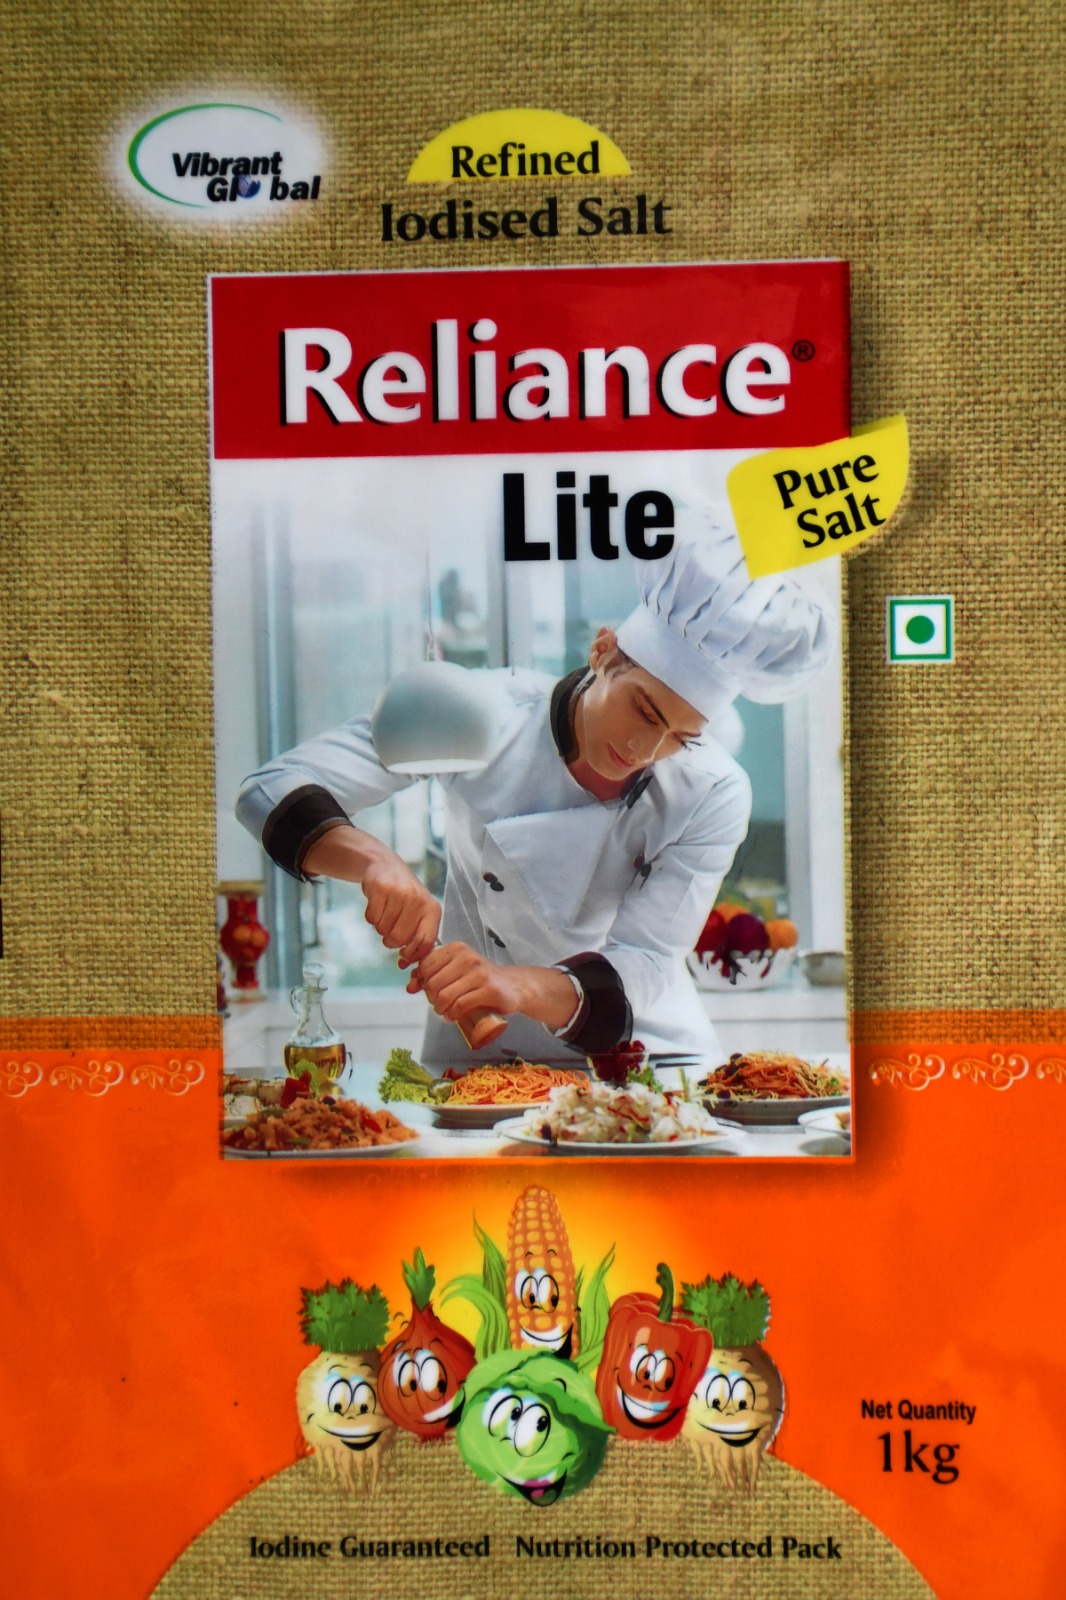 Vibrant
Global
Refined
Iodised Salt
Reliance®
Lite
Pure
Salt
Net Quantity
1kg
Iodine Guaranteed Nutrition Protected Pack